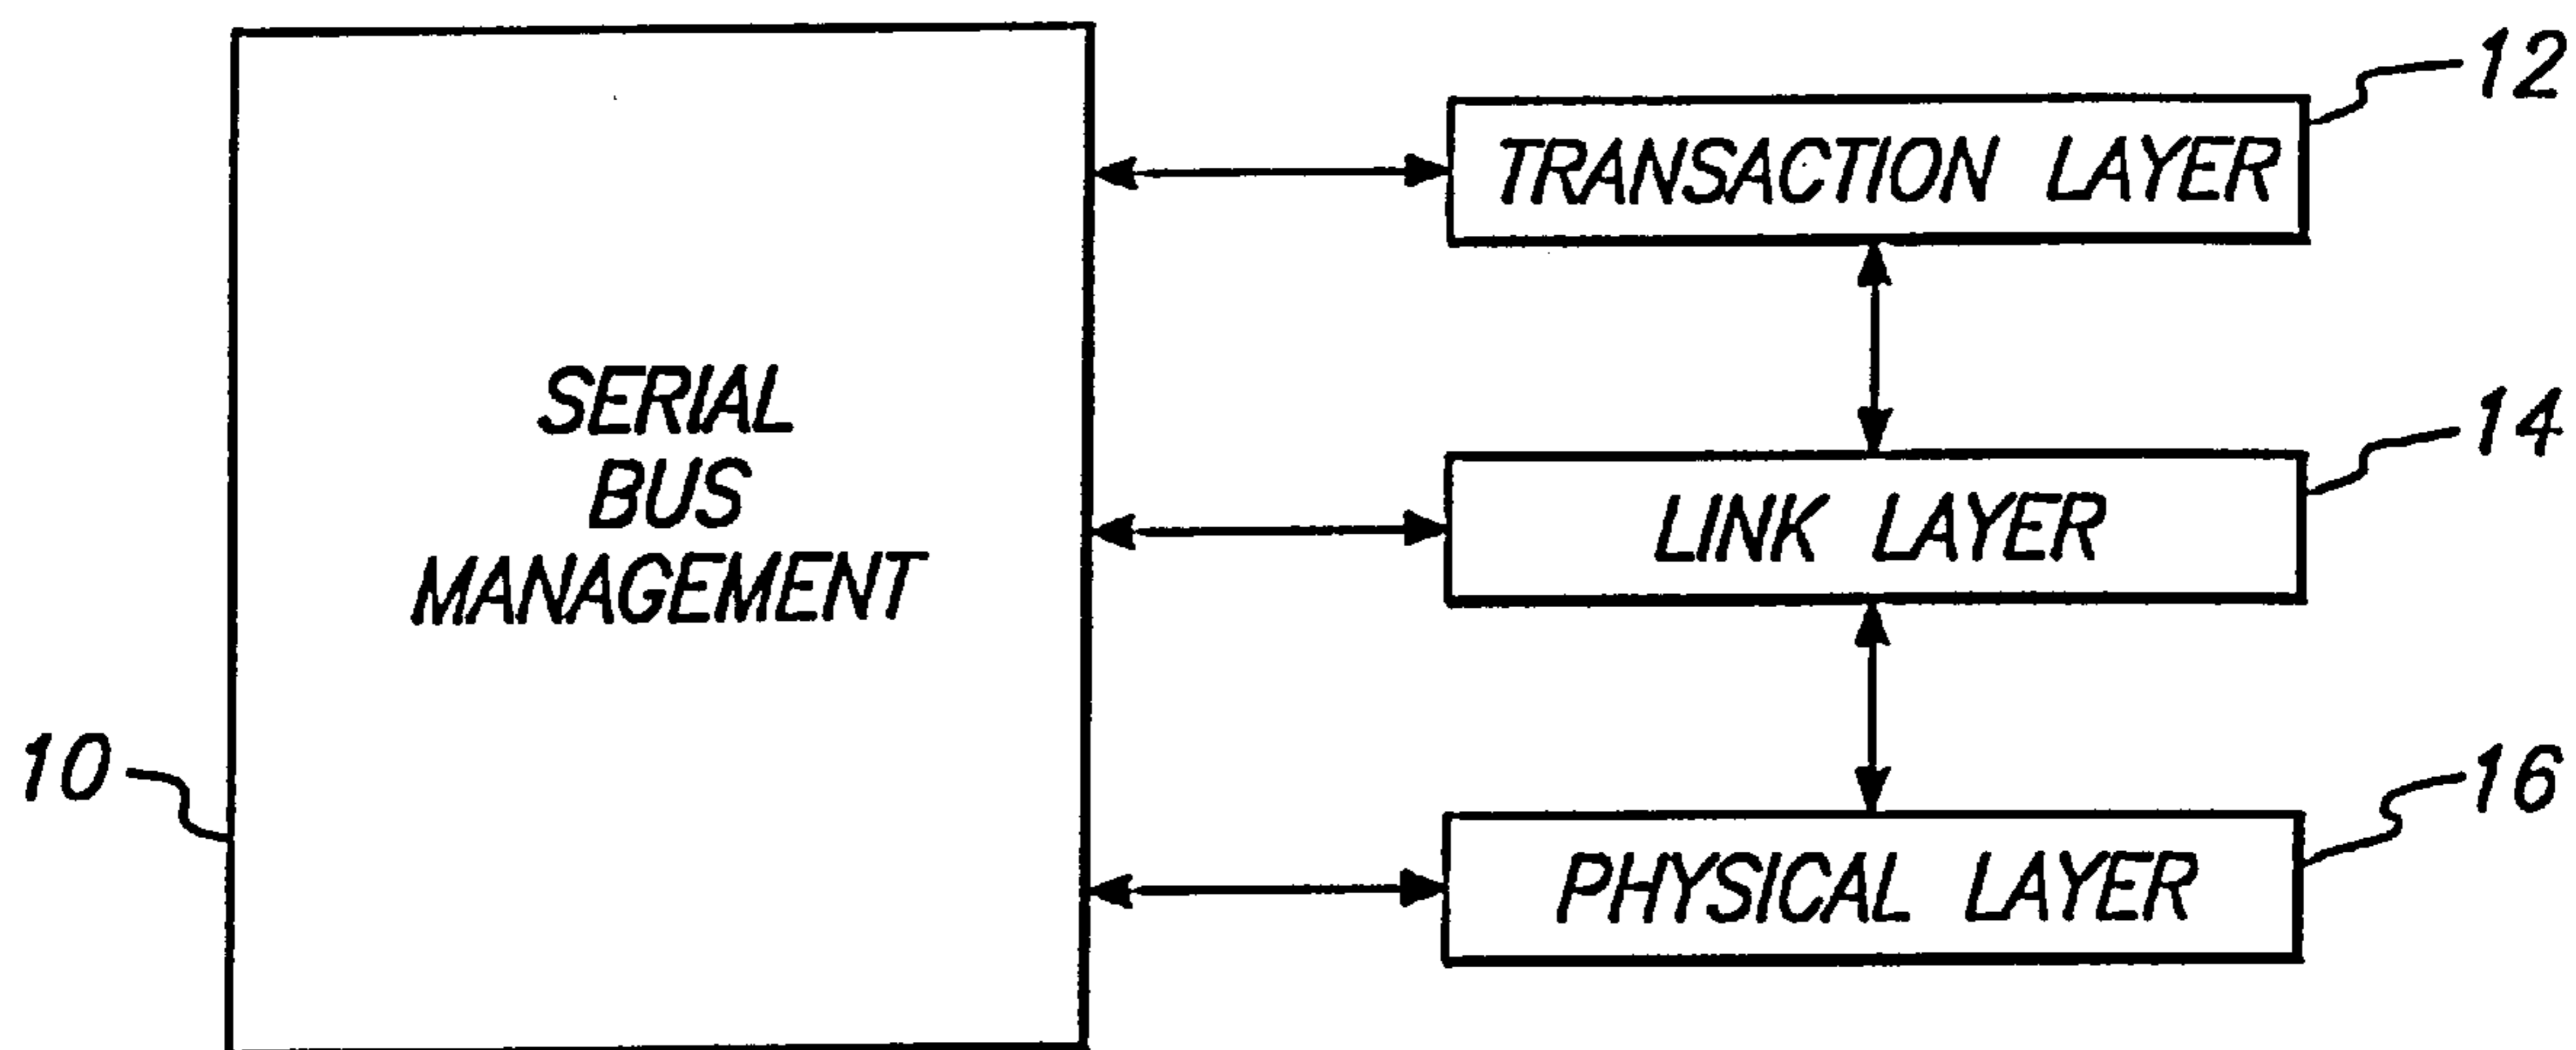 12
TRANSACTION LAYER
SERIAL
BUS
MANAGEMENT
14
LINK LAYER
10
16
PHYSICAL LAYER